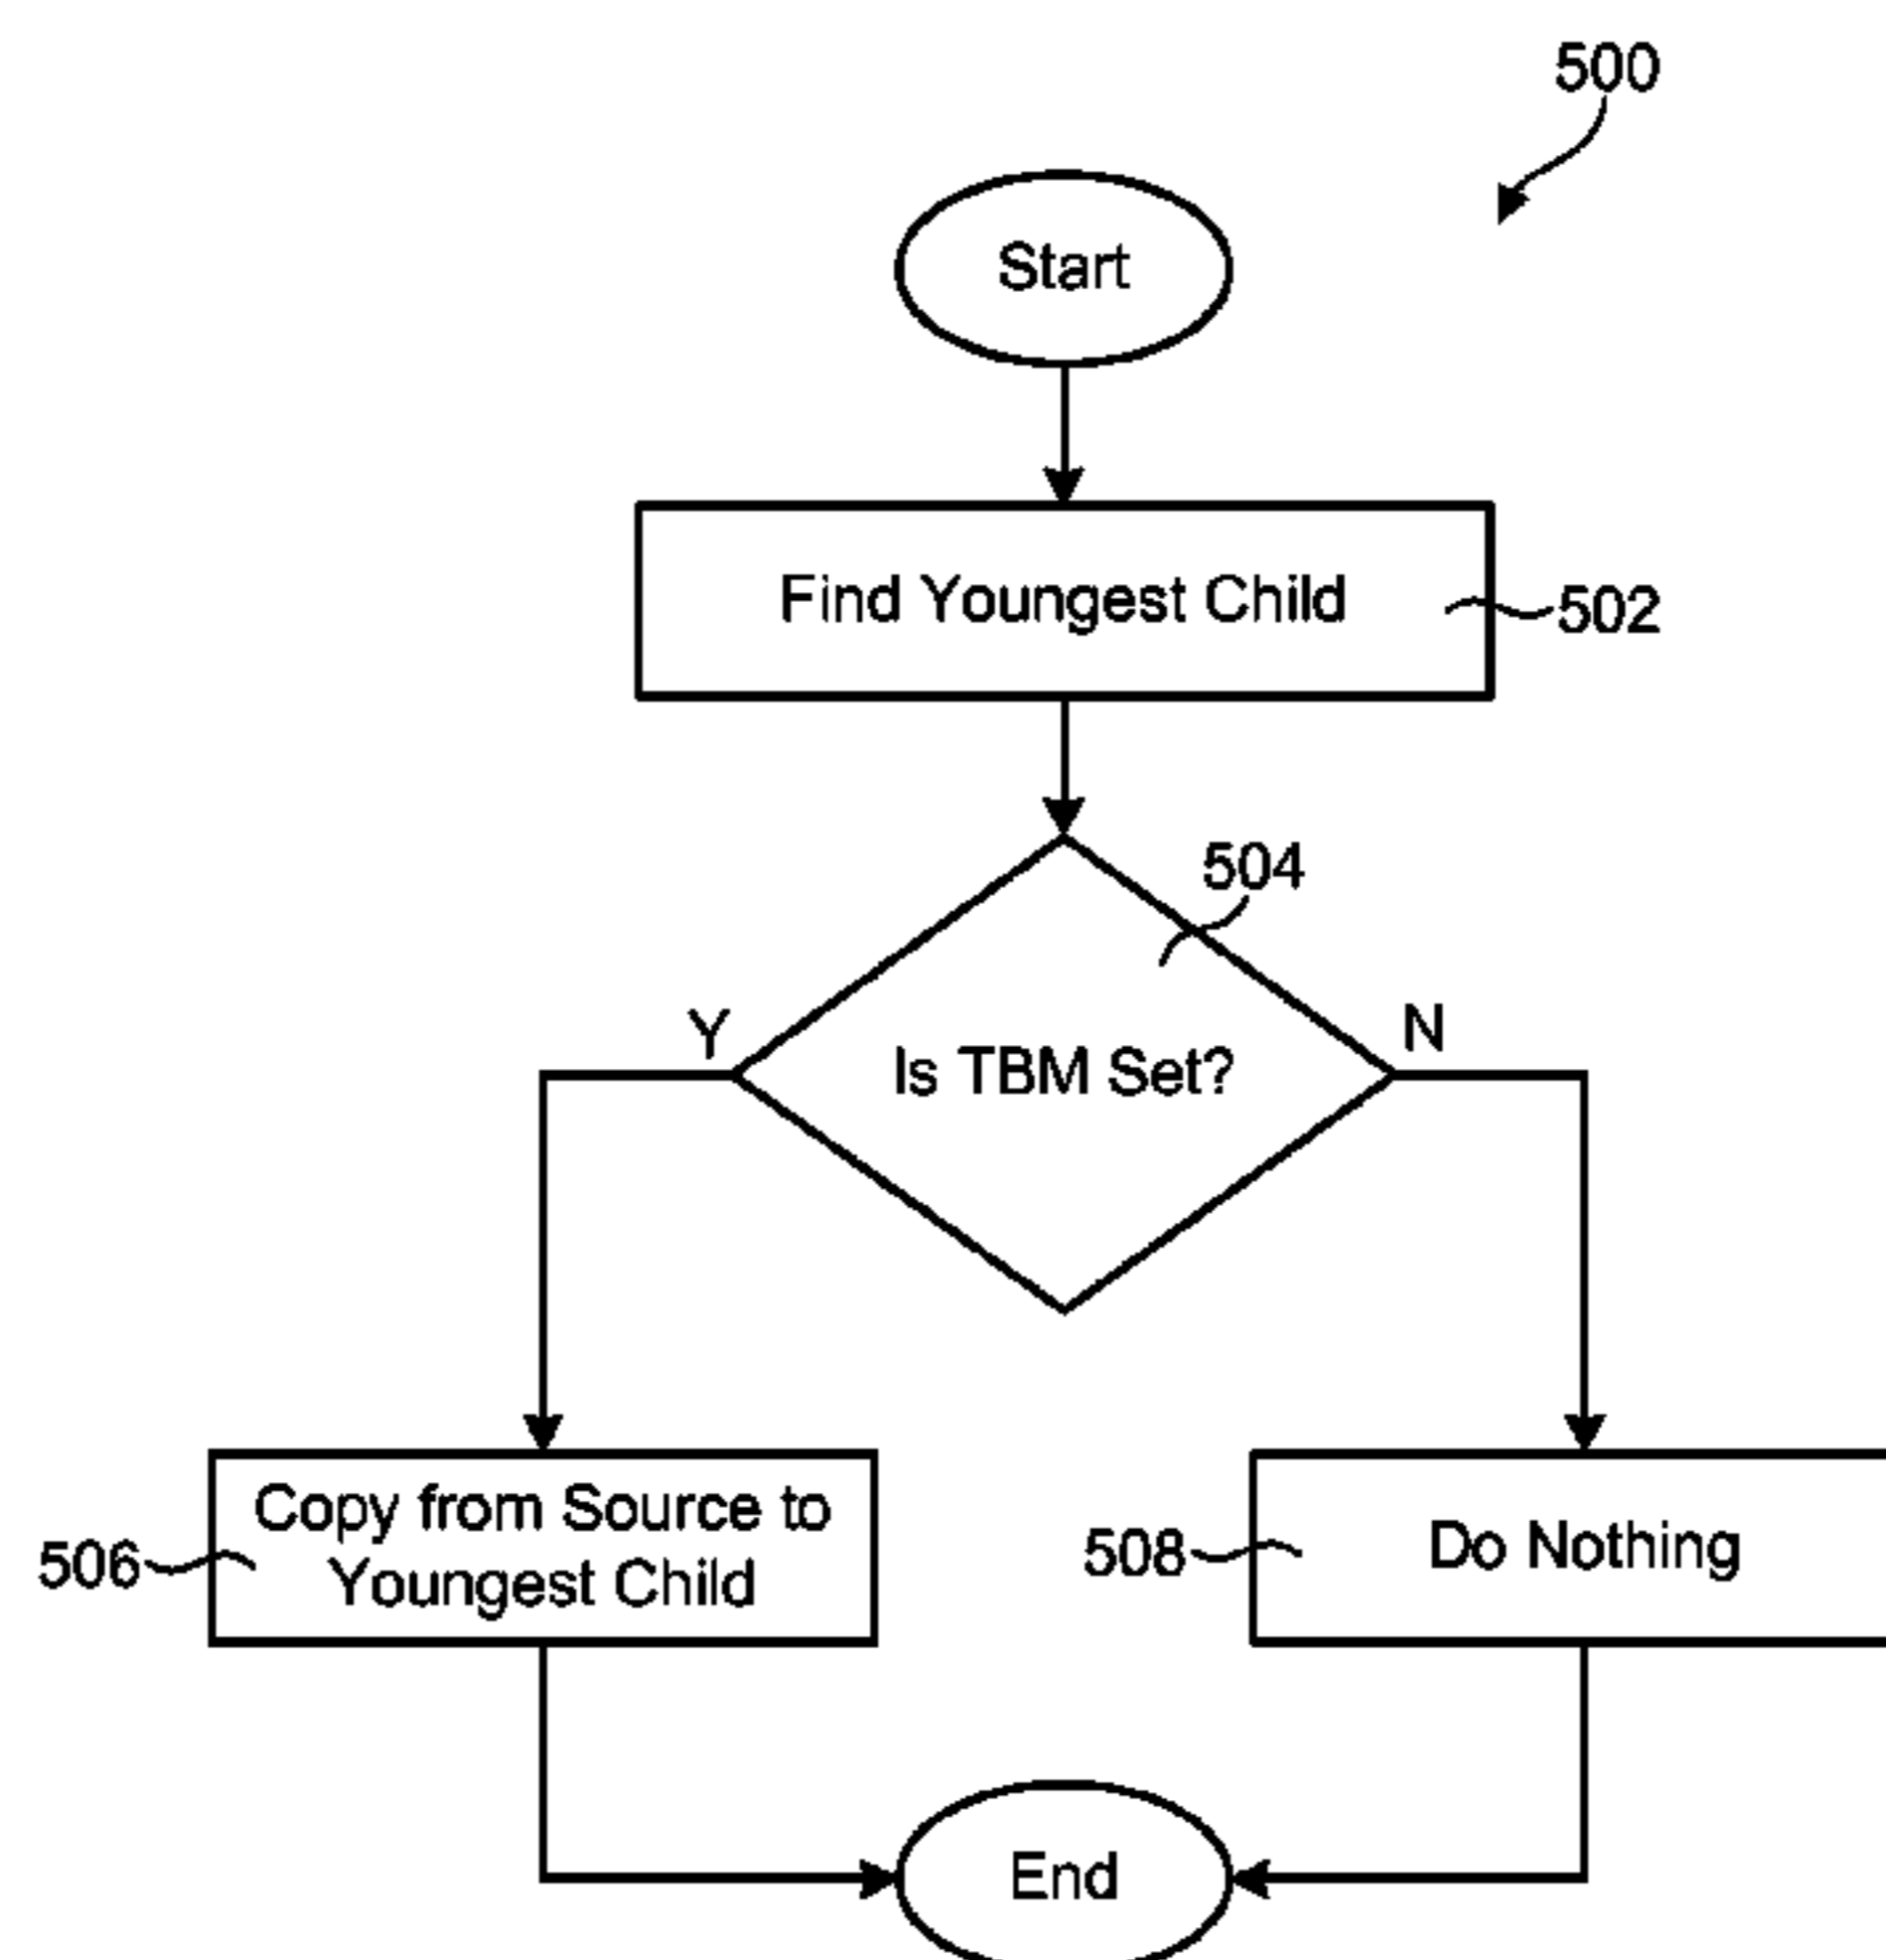 500
Start
Find Youngest Child
502
504
Y
N
Is TBM Set?
506
Copy from Source to
Youngest Child
508
Do Nothing
End